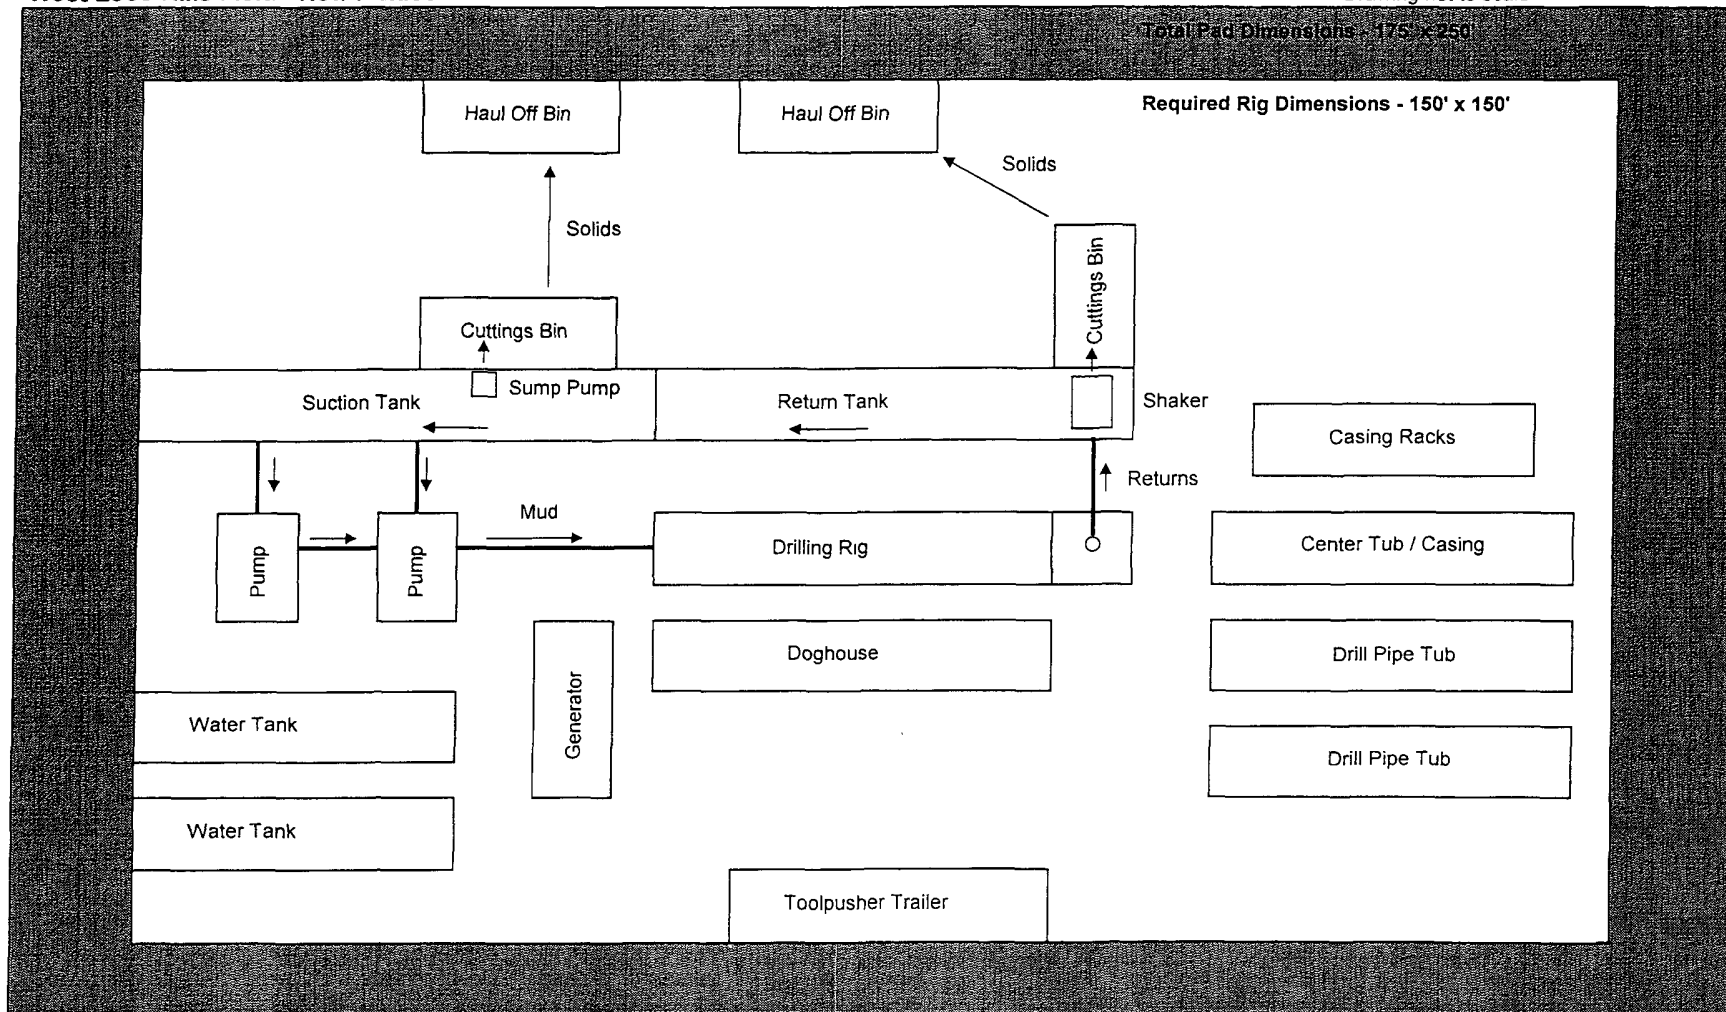 Total Pad Dimensions - 175' x 250'
Required Rig Dimensions - 150' x 150'
Haul Off Bin
Haul Off Bin
Solids
Solids
Cuttings Bin
Cuttings Bin
Suction Tank
Sump Pump
Return Tank
Shaker
Casing Racks
Returns
Mud
Pump
Pump
Drilling Rig
Center Tub / Casing
Doghouse
Drill Pipe Tub
Generator
Water Tank
Drill Pipe Tub
Water Tank
Toolpusher Trailer